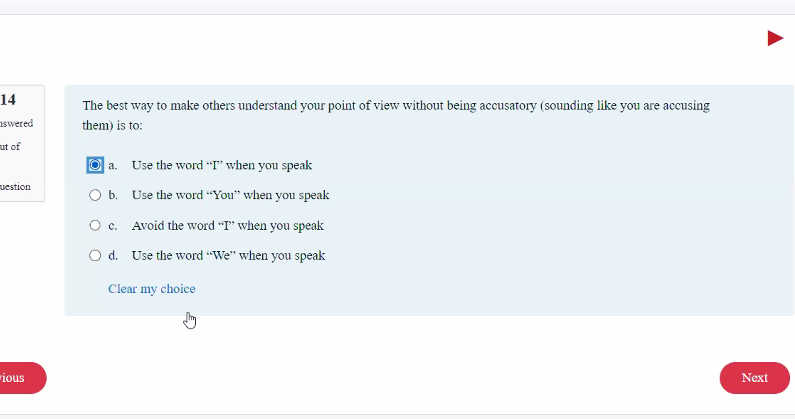 14
nswered
ut of
uestion
The best way to make others understand your point of view without being accusatory (sounding like you are accusing
them) is to:
a. Use the word “I” when you speak
b. Use the word “You” when you speak
c. Avoid the word “I” when you speak
d. Use the word “We” when you speak
Clear my choice
vious
Next